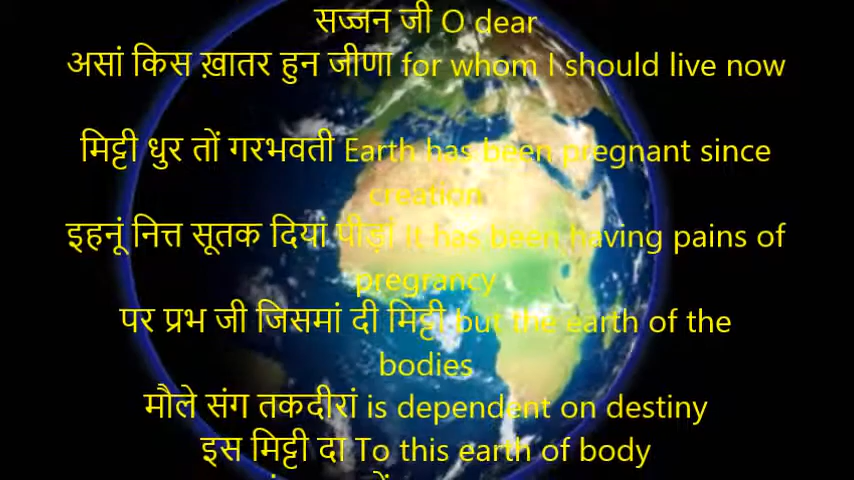 सज्जन जी O dear
असां किस ख़ातर हुन जीणा for whom I should live now
मिट्टी धुर तों गरभवती Earth has been pregnant since
creation
इहनूं नित्त सूतक दियां पीड़ां It has been having pains of
pregrancy
पर प्रभ जी जिसमां दी मिट्टी but the earth of the
bodies
मौले संग तकदीरां is dependent on destiny
इस मिट्टी दा To this earth of body